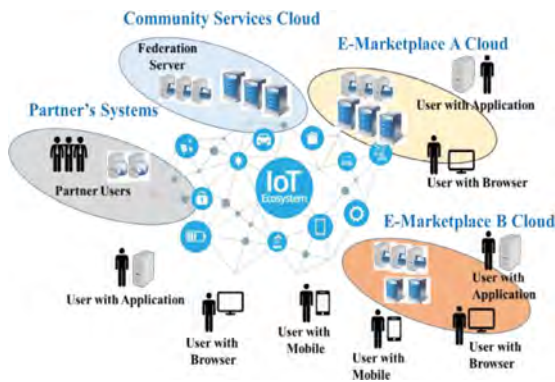 Community Services Cloud
Federation
Server
E-Marketplace A Cloud
User with Application
Partner's Systems
Partner Users
IoT
Ecosystem
User with Browser
E-Marketplace B Cloud
User with Application
User with
Application
User with
Browser
User with
Mobile
User with
Mobile
User with
Browser